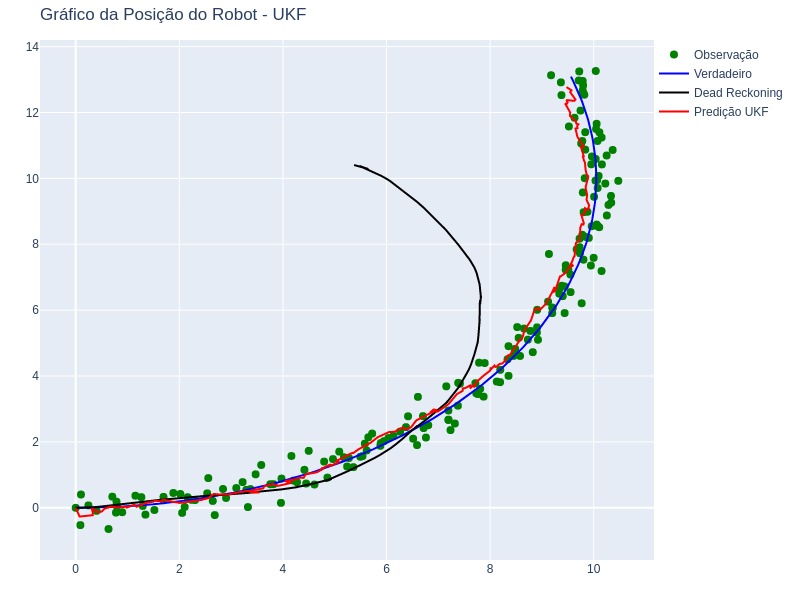 Gráfico da Posição do Robot - UKF
Observação
Verdadeiro
Dead Reckoning
Predição UKF
14
12
10
8
6
4
2
0
0 2 4 6 8 10